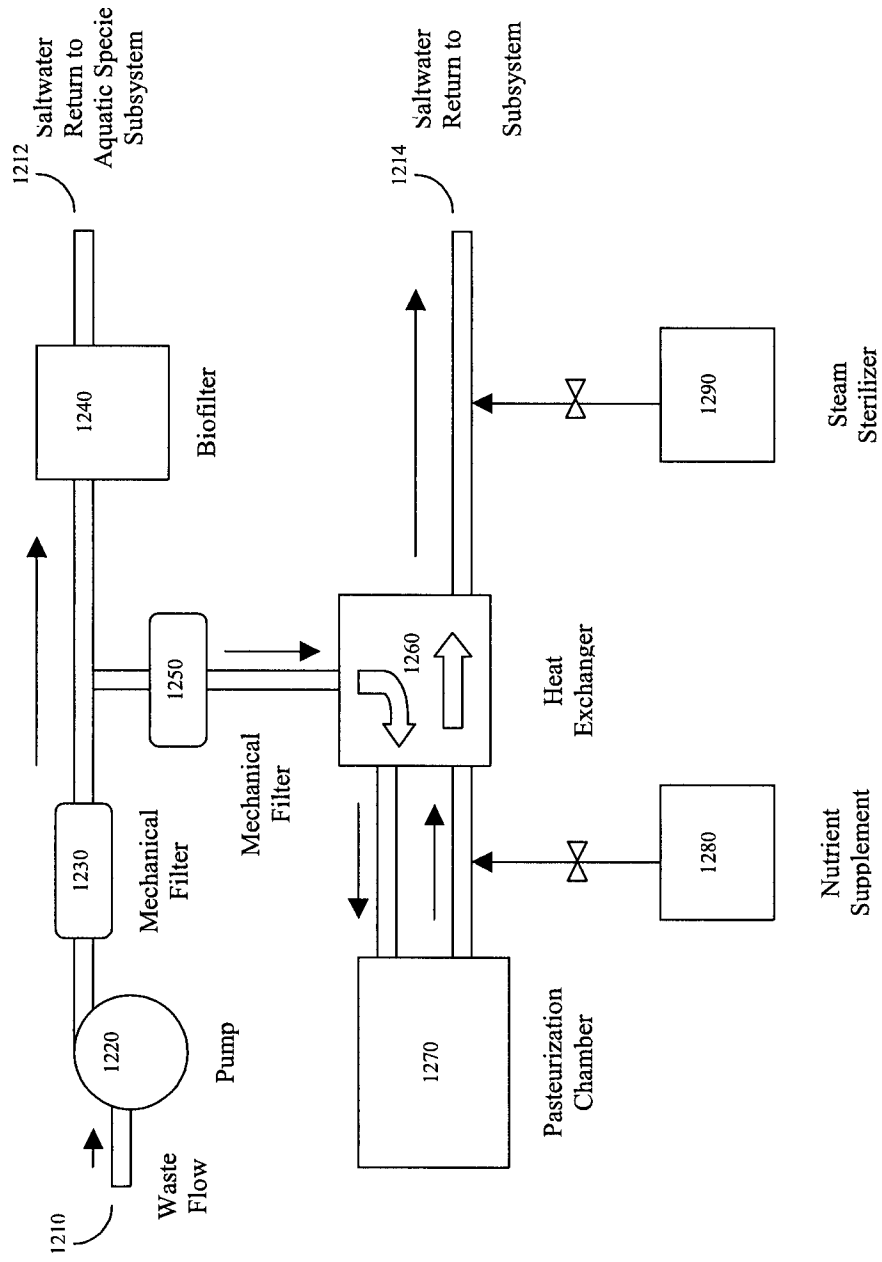 1210
Waste
Flow
1220
Pump
1230
Mechanical
Filter
1240
Biofilter
1212
Saltwater
Return to
Aquatic Specie
Subsystem
1250
Mechanical
Filter
1260
Heat
Exchanger
1214
Saltwater
Return to
Subsystem
1270
Pasteurization
Chamber
1280
Nutrient
Supplement
1290
Steam
Sterilizer